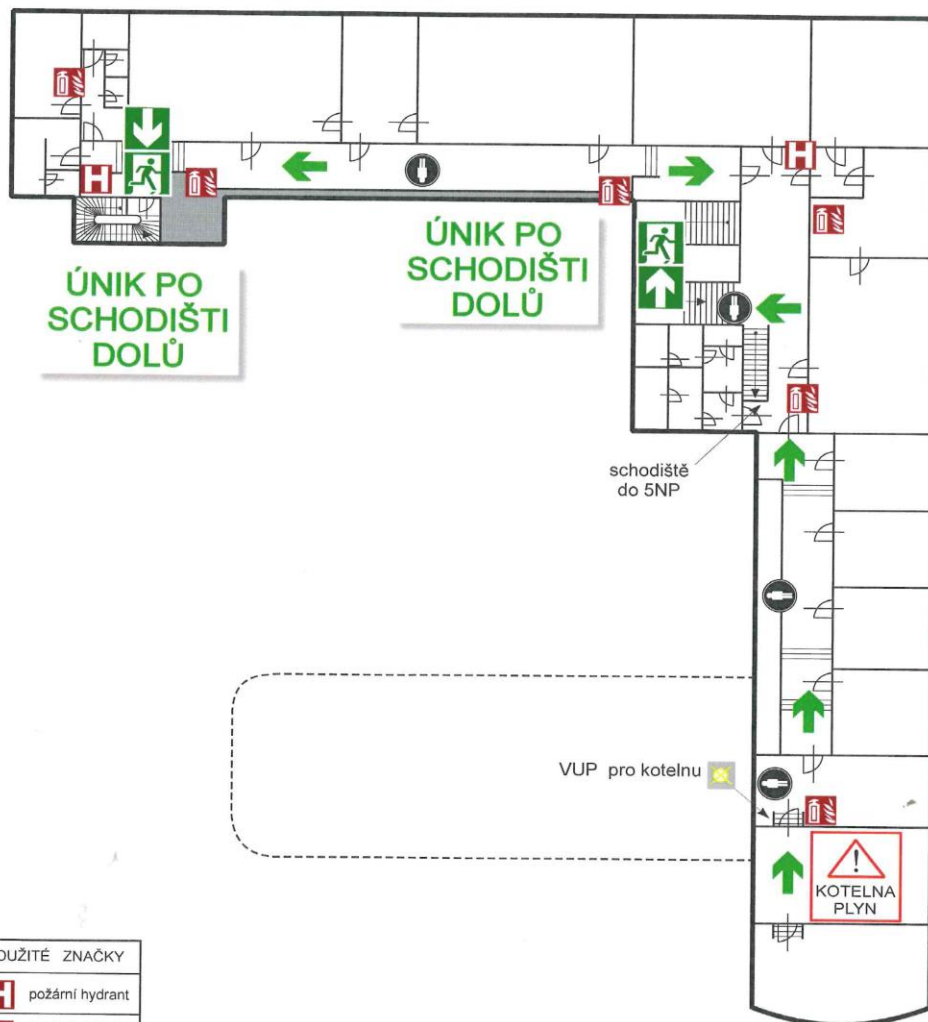 H
H
ÚNIK PO
SCHODIŠTI
DOLŮ
ÚNIK PO
SCHODIŠTI
DOLŮ
schodiště
do 5NP
VUP pro kotelnu
!
KOTELNA
PLYN
OUŽITÉ ZNAČKY
H požární hydrant